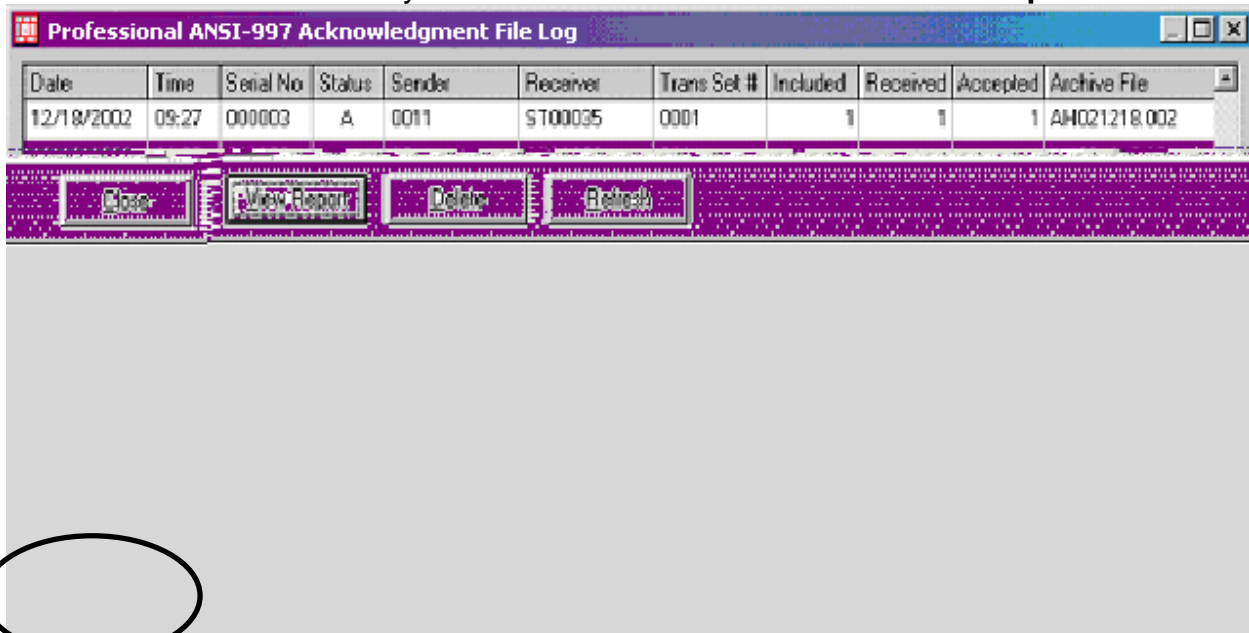 Professional ANSI-997 Acknowledgment File Log
Date Time Serial No Status Sender Receiver Trans Set # Included Received Accepted Archive File
12/18/2002 09:27 000003 A 0011 ST00035 0001 1 1 1 AH021218.002
Close View Report Delete Refresh